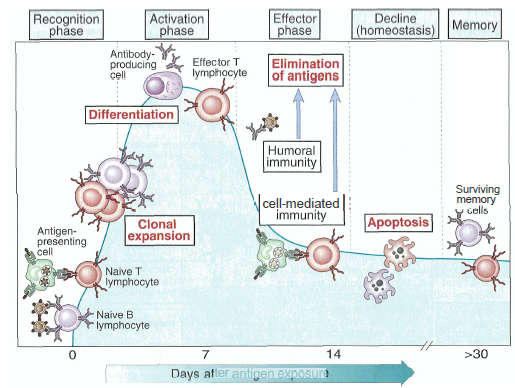 Recognition
phase
Activation
phase
Effector
phase
Decline
(homeostasis)
Memory
Antibody-
producing
cell
Effector T
lymphocyte
Elimination
of antigens
Differentiation
Humoral
immunity
cell-mediated
immunity
Surviving
memory
cells
Clonal
expansion
Apoptosis
Antigen-
presenting
cell
Naive T
lymphocyte
Naive B
lymphocyte
0
7
14
>30
Days after antigen exposure